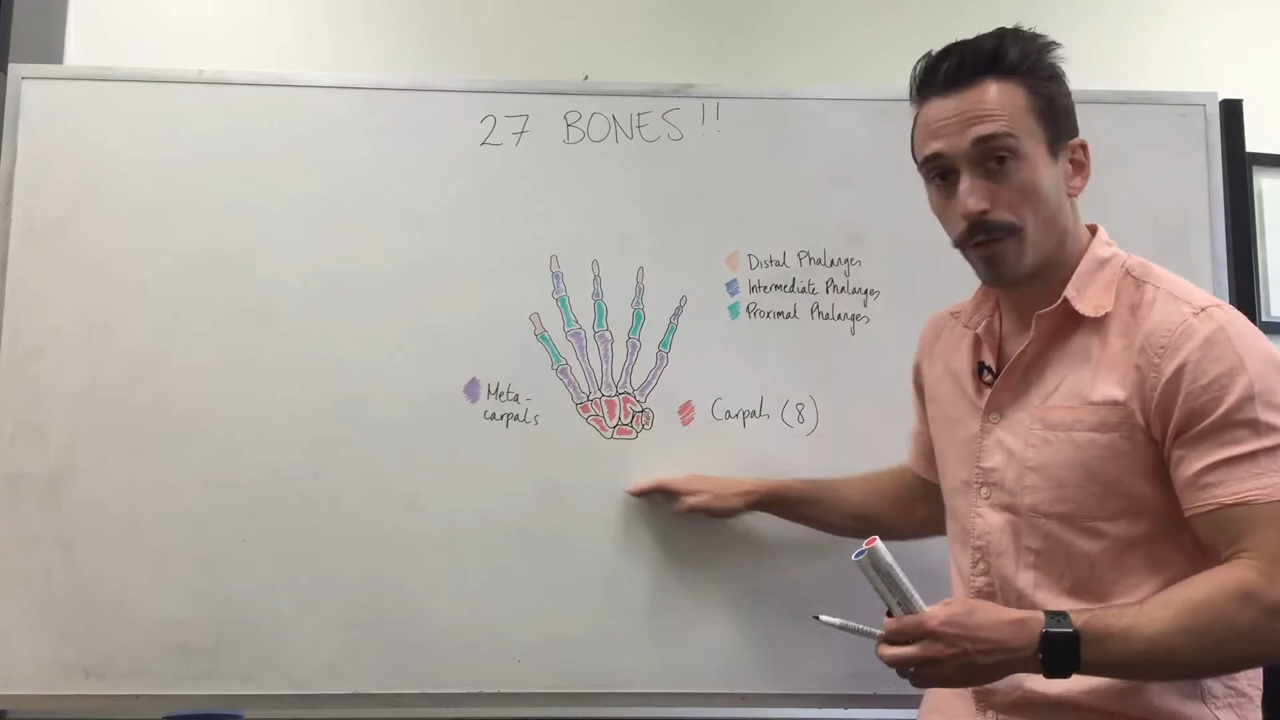 27 BONES!!
Distal Phalanges
Intermediate Phalanges
Proximal Phalanges
Meta-
carpals
Carpals (8)